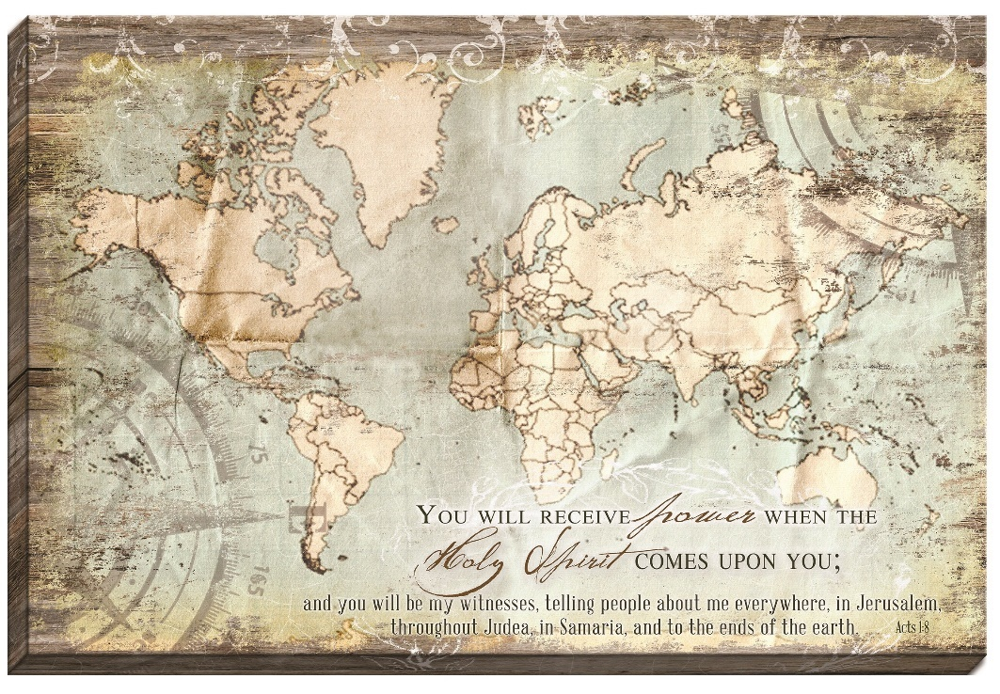 15
E
165
You will receive power when the
Holy Spirit comes upon you;
and you will be my witnesses, telling people about me everywhere, in Jerusalem,
throughout Judea, in Samaria, and to the ends of the earth. Acts 1:8